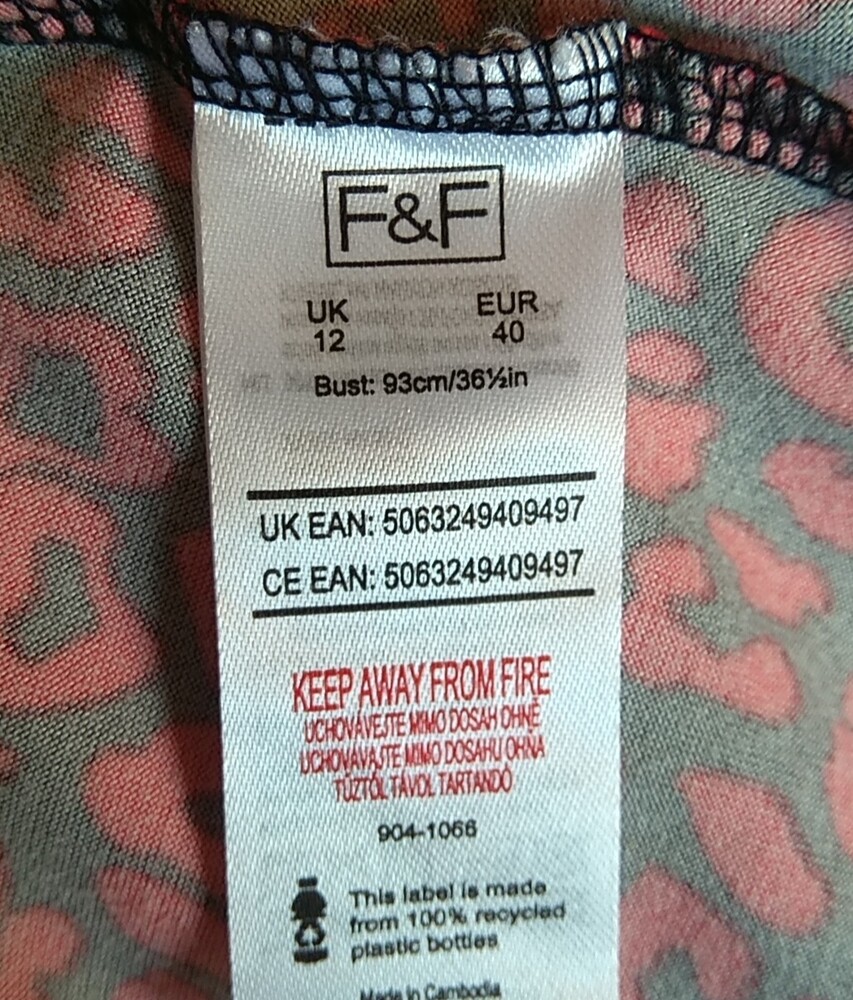 F&F
UK EUR
12 40
Bust: 93cm/36½in
UK EAN: 5063249409497
CE EAN: 5063249409497
KEEP AWAY FROM FIRE
UCHOVÁVEJTE MIMO DOSAH OHNĚ
UCHOVÁVAJTE MIMO DOSAHU OHŇA
TŰZTŐL TÁVOL TARTANDÓ
904-1066
This label is made
from 100% recycled
plastic bottles
Made in Cambodia